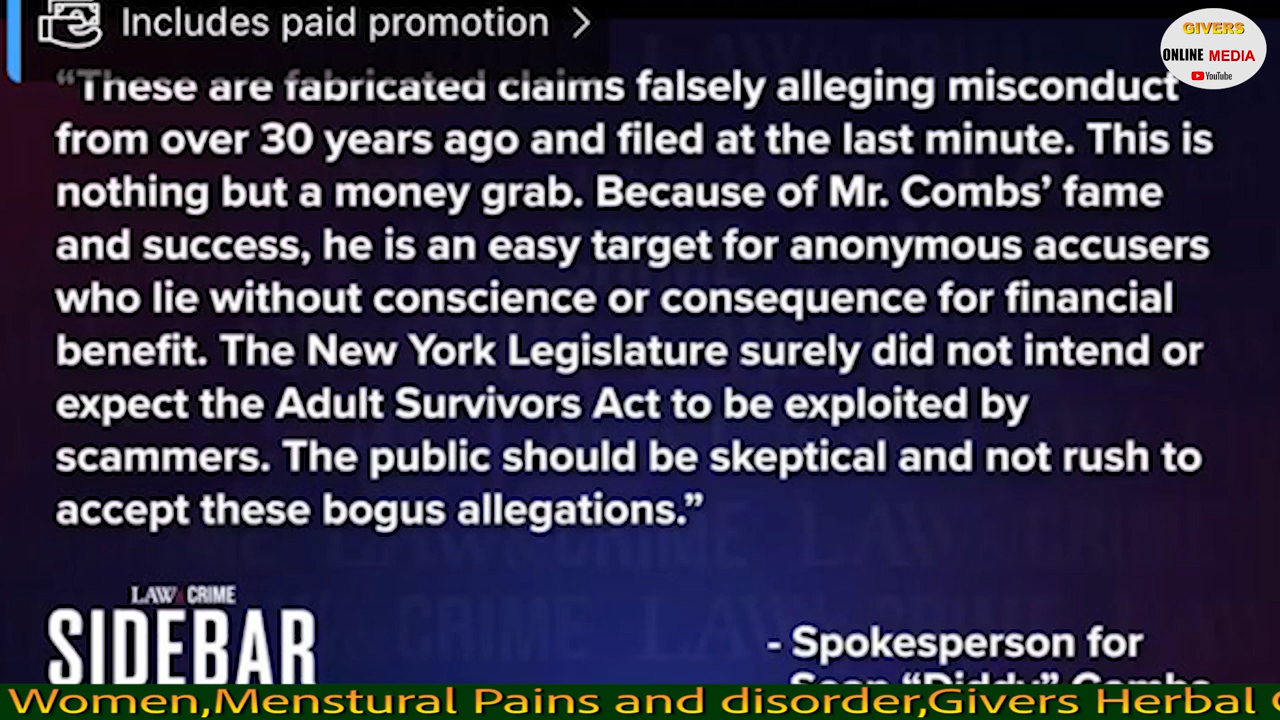 Includes paid promotion
GIVERS
ONLINE MEDIA
YouTube
“These are fabricated claims falsely alleging misconduct
from over 30 years ago and filed at the last minute. This is
nothing but a money grab. Because of Mr. Combs’ fame
and success, he is an easy target for anonymous accusers
who lie without conscience or consequence for financial
benefit. The New York Legislature surely did not intend or
expect the Adult Survivors Act to be exploited by
scammers. The public should be skeptical and not rush to
accept these bogus allegations.”
LAW & CRIME
SIDEBAR
- Spokesperson for
Sean “Diddy” Combs
Women,Menstural Pains and disorder,Givers Herbal